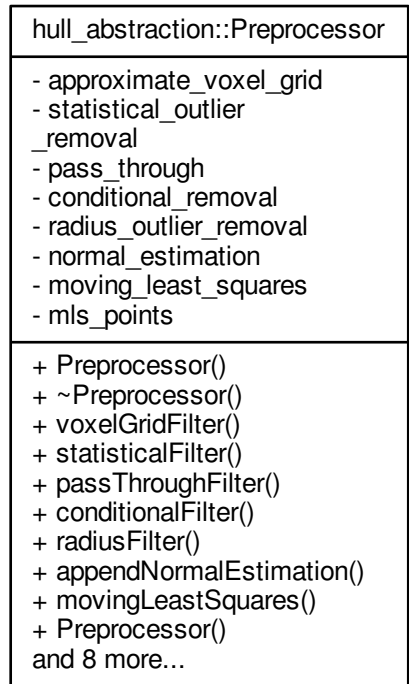 hull_abstraction::Preprocessor
- approximate_voxel_grid
- statistical_outlier
_removal
- pass_through
- conditional_removal
- radius_outlier_removal
- normal_estimation
- moving_least_squares
- mls_points
+ Preprocessor()
+ ~Preprocessor()
+ voxelGridFilter()
+ statisticalFilter()
+ passThroughFilter()
+ conditionalFilter()
+ radiusFilter()
+ appendNormalEstimation()
+ movingLeastSquares()
+ Preprocessor()
and 8 more...